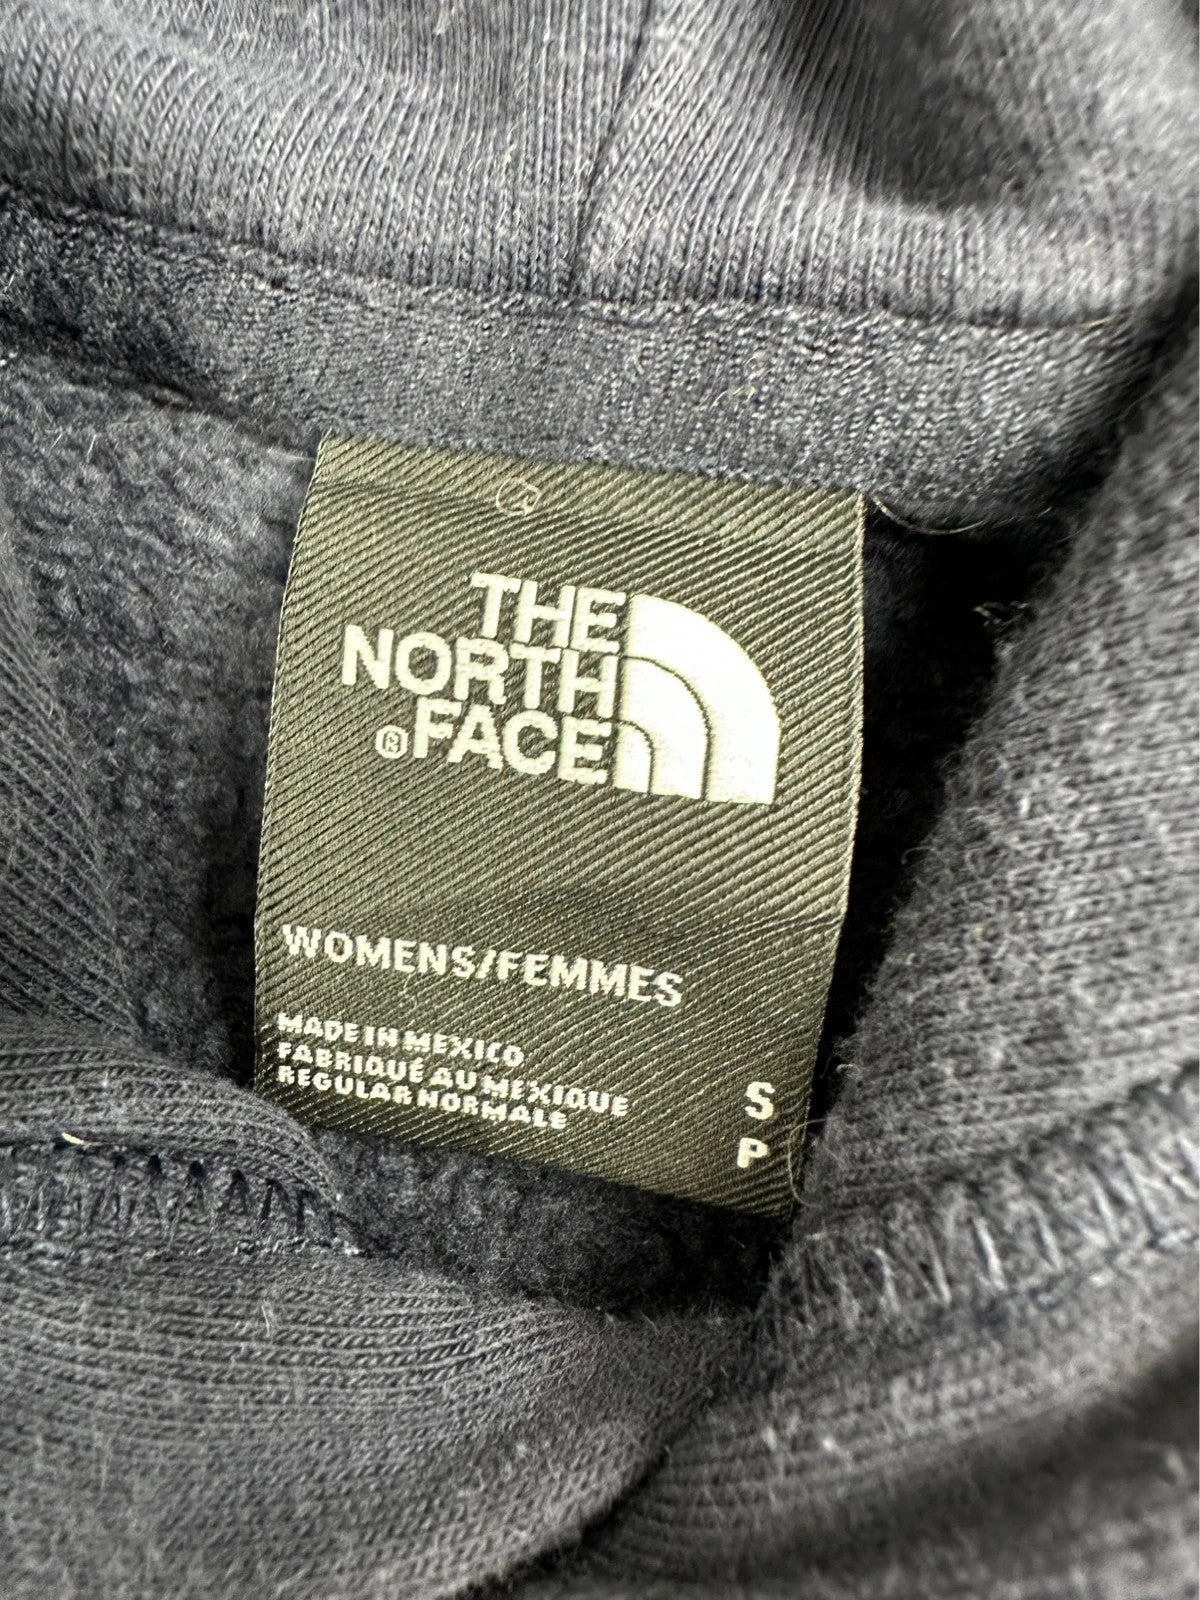 THE
NORTH
®FACE
WOMENS/FEMMES
MADE IN MEXICO
FABRIQUÉ AU MEXIQUE
REGULAR NORMALE
S
P